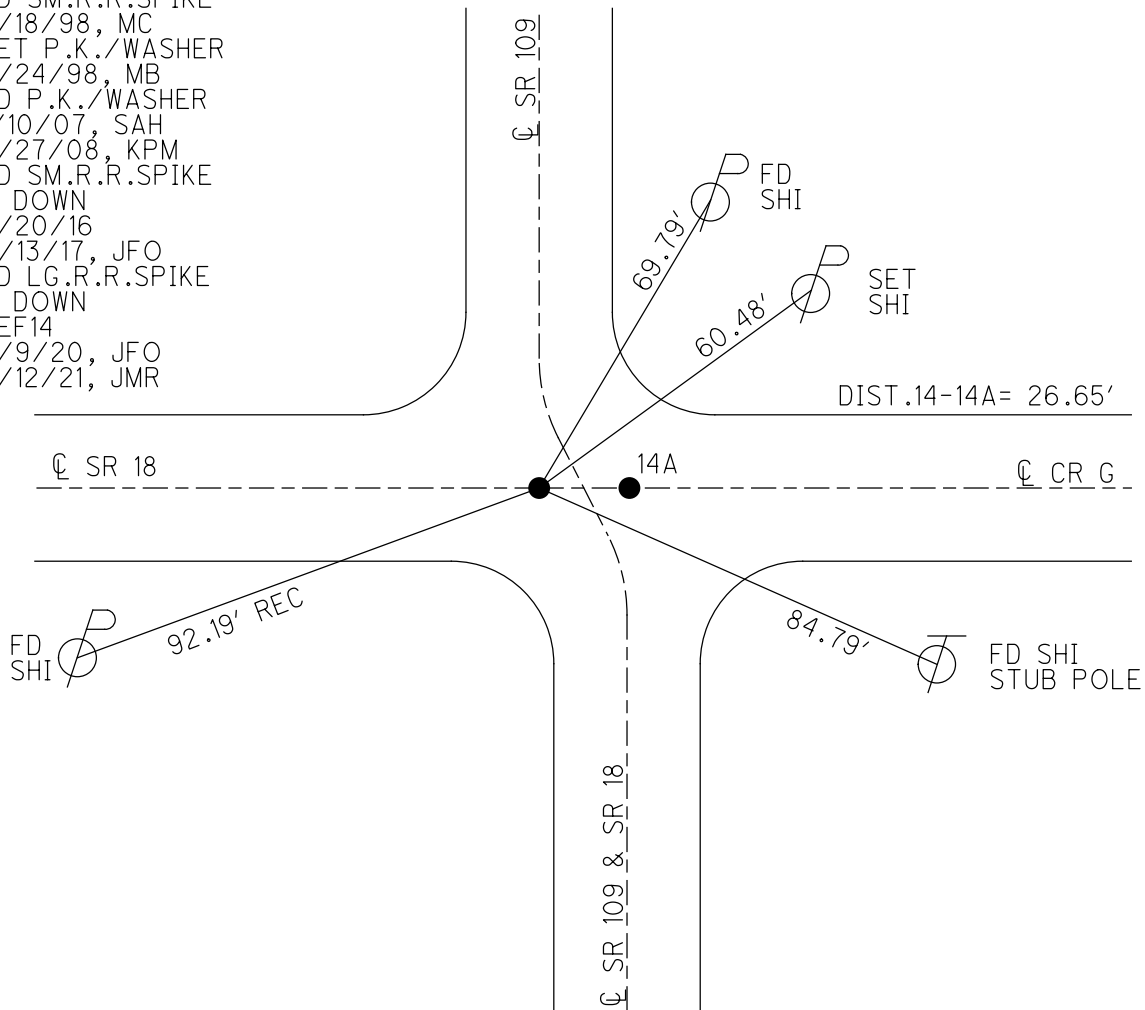 SM.R.R.SPIKE
/18/98, MC
P.K./WASHER
/24/98, MB
P.K./WASHER
/10/07, SAH
/27/08, KPM
SM.R.R.SPIKE
DOWN
/20/16
/13/17, JFO
LG.R.R.SPIKE
DOWN
EF14
/9/20, JFO
/12/21, JMR
℄ SR 109
FD
SHI
69.79'
SET
SHI
60.48'
DIST.14-14A= 26.65'
℄ SR 18
14A
℄ CR G
92.19' REC
FD
SHI
84.79'
FD SHI
STUB POLE
℄ SR 109 & SR 18